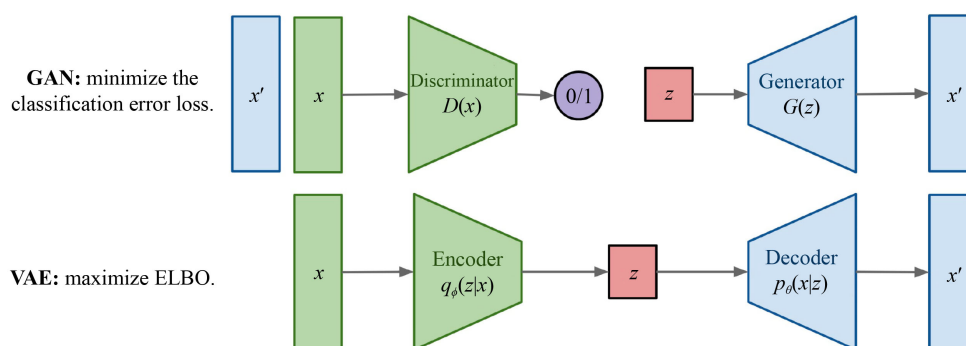 GAN: minimize the
classification error loss.
x′
x
Discriminator
D(x)
0/1
z
Generator
G(z)
x′
VAE: maximize ELBO.
x
Encoder
qϕ(z|x)
z
Decoder
pθ(x|z)
x′